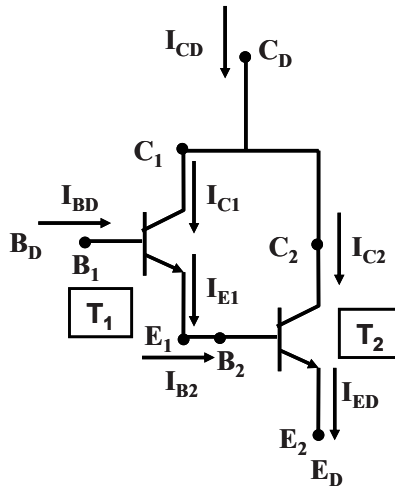 I_CD
C_D
C_1
I_BD
I_C1
B_D
B_1
C_2
I_C2
T_1
I_E1
E_1
B_2
T_2
I_B2
I_ED
E_2
E_D